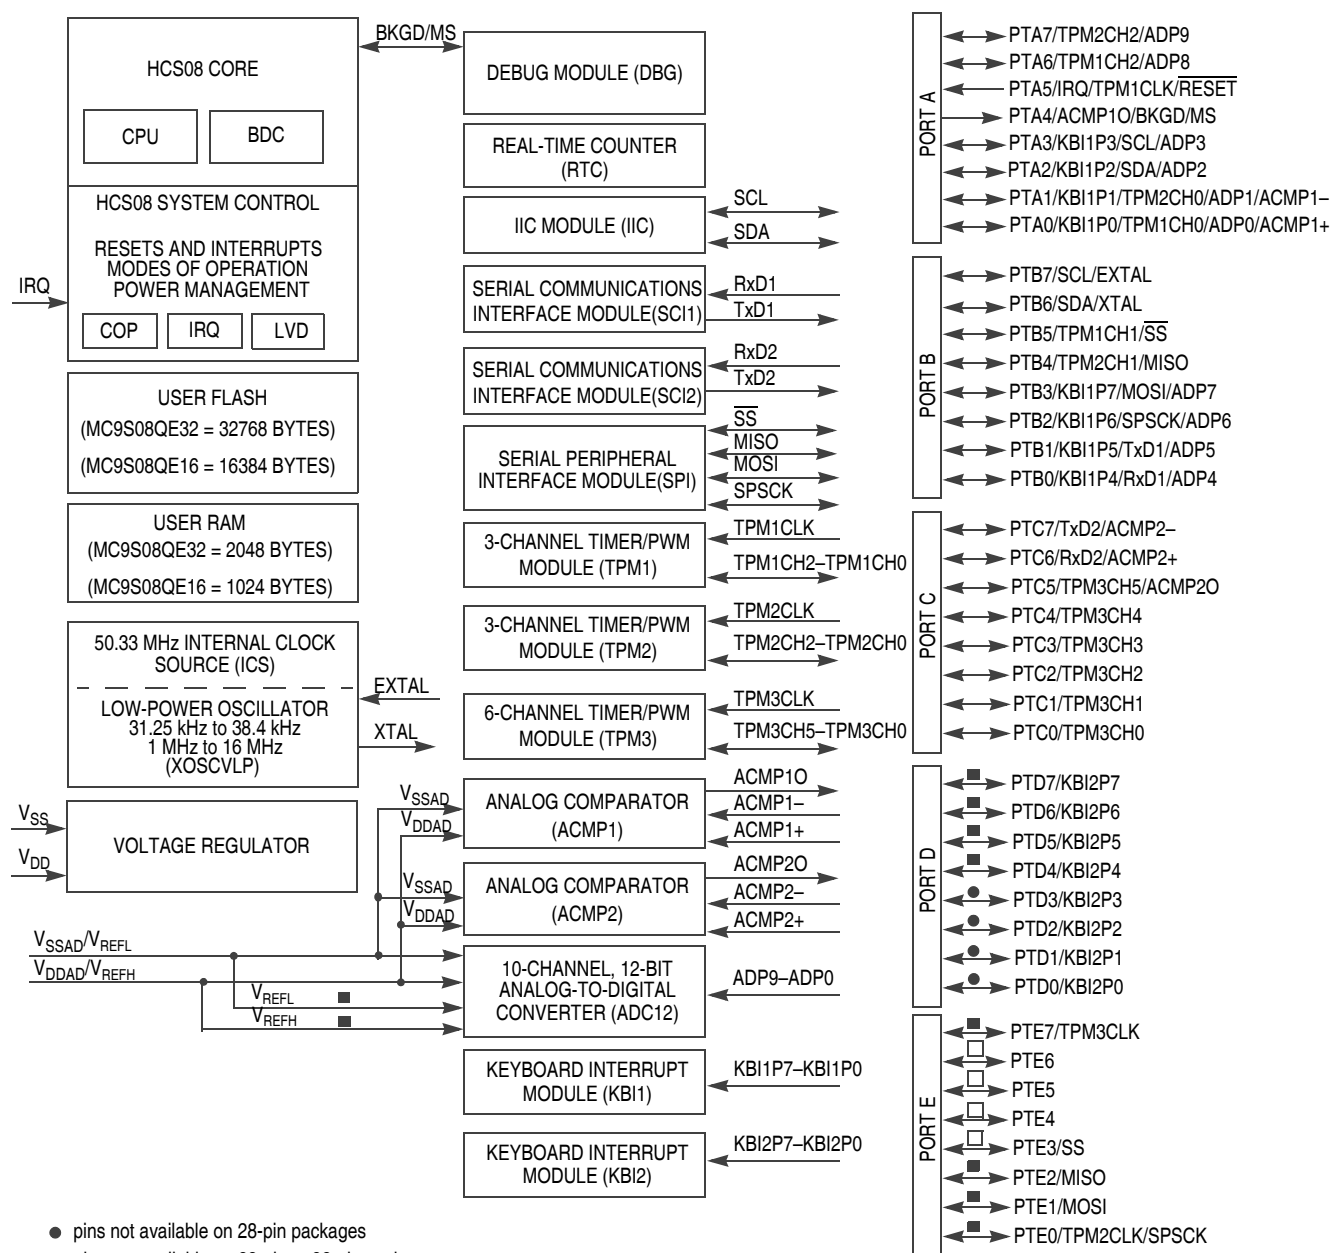 BKGD/MS
HCS08 CORE
CPU
BDC
HCS08 SYSTEM CONTROL
RESETS AND INTERRUPTS
MODES OF OPERATION
POWER MANAGEMENT
IRQ
COP
IRQ
LVD
USER FLASH
(MC9S08QE32 = 32768 BYTES)
(MC9S08QE16 = 16384 BYTES)
USER RAM
(MC9S08QE32 = 2048 BYTES)
(MC9S08QE16 = 1024 BYTES)
50.33 MHz INTERNAL CLOCK
SOURCE (ICS)
LOW-POWER OSCILLATOR
31.25 kHz to 38.4 kHz
1 MHz to 16 MHz
(XOSCVLP)
EXTAL
XTAL
VSS
VDD
VOLTAGE REGULATOR
VSSAD/VREFL
VDDAD/VREFH
VSSAD
VDDAD
VSSAD
VDDAD
VREFL
VREFH
DEBUG MODULE (DBG)
REAL-TIME COUNTER
(RTC)
IIC MODULE (IIC)
SCL
SDA
SERIAL COMMUNICATIONS
INTERFACE MODULE(SCI1)
RxD1
TxD1
SERIAL COMMUNICATIONS
INTERFACE MODULE(SCI2)
RxD2
TxD2
SERIAL PERIPHERAL
INTERFACE MODULE(SPI)
SS
MISO
MOSI
SPSCK
3-CHANNEL TIMER/PWM
MODULE (TPM1)
TPM1CLK
TPM1CH2–TPM1CH0
3-CHANNEL TIMER/PWM
MODULE (TPM2)
TPM2CLK
TPM2CH2–TPM2CH0
6-CHANNEL TIMER/PWM
MODULE (TPM3)
TPM3CLK
TPM3CH5–TPM3CH0
ANALOG COMPARATOR
(ACMP1)
ACMP1O
ACMP1–
ACMP1+
ANALOG COMPARATOR
(ACMP2)
ACMP2O
ACMP2–
ACMP2+
10-CHANNEL, 12-BIT
ANALOG-TO-DIGITAL
CONVERTER (ADC12)
ADP9–ADP0
KEYBOARD INTERRUPT
MODULE (KBI1)
KBI1P7–KBI1P0
KEYBOARD INTERRUPT
MODULE (KBI2)
KBI2P7–KBI2P0
PORT A
PTA7/TPM2CH2/ADP9
PTA6/TPM1CH2/ADP8
PTA5/IRQ/TPM1CLK/RESET
PTA4/ACMP1O/BKGD/MS
PTA3/KBI1P3/SCL/ADP3
PTA2/KBI1P2/SDA/ADP2
PTA1/KBI1P1/TPM2CH0/ADP1/ACMP1–
PTA0/KBI1P0/TPM1CH0/ADP0/ACMP1+
PORT B
PTB7/SCL/EXTAL
PTB6/SDA/XTAL
PTB5/TPM1CH1/SS
PTB4/TPM2CH1/MISO
PTB3/KBI1P7/MOSI/ADP7
PTB2/KBI1P6/SPSCK/ADP6
PTB1/KBI1P5/TxD1/ADP5
PTB0/KBI1P4/RxD1/ADP4
PORT C
PTC7/TxD2/ACMP2–
PTC6/RxD2/ACMP2+
PTC5/TPM3CH5/ACMP2O
PTC4/TPM3CH4
PTC3/TPM3CH3
PTC2/TPM3CH2
PTC1/TPM3CH1
PTC0/TPM3CH0
PORT D
PTD7/KBI2P7
PTD6/KBI2P6
PTD5/KBI2P5
PTD4/KBI2P4
PTD3/KBI2P3
PTD2/KBI2P2
PTD1/KBI2P1
PTD0/KBI2P0
PORT E
PTE7/TPM3CLK
PTE6
PTE5
PTE4
PTE3/SS
PTE2/MISO
PTE1/MOSI
PTE0/TPM2CLK/SPSCK
● pins not available on 28-pin packages